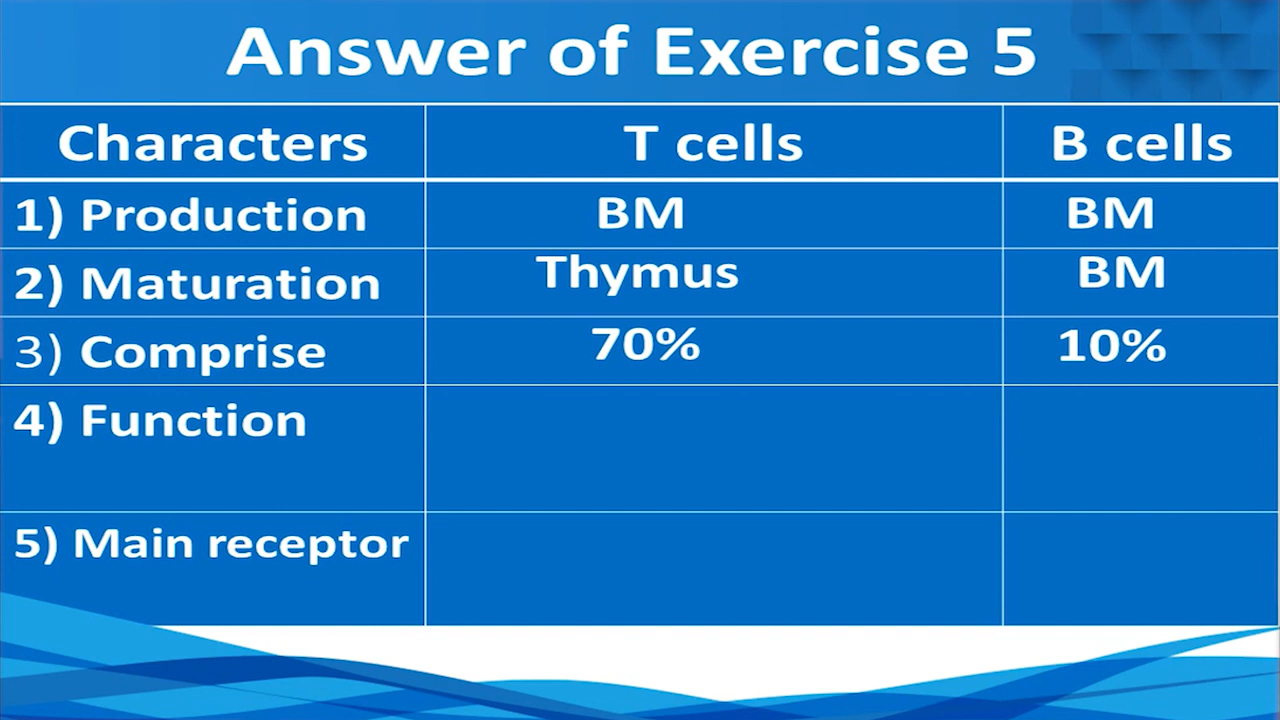 Answer of Exercise 5
Characters T cells B cells
1) Production BM BM
2) Maturation Thymus BM
3) Comprise 70% 10%
4) Function
5) Main receptor